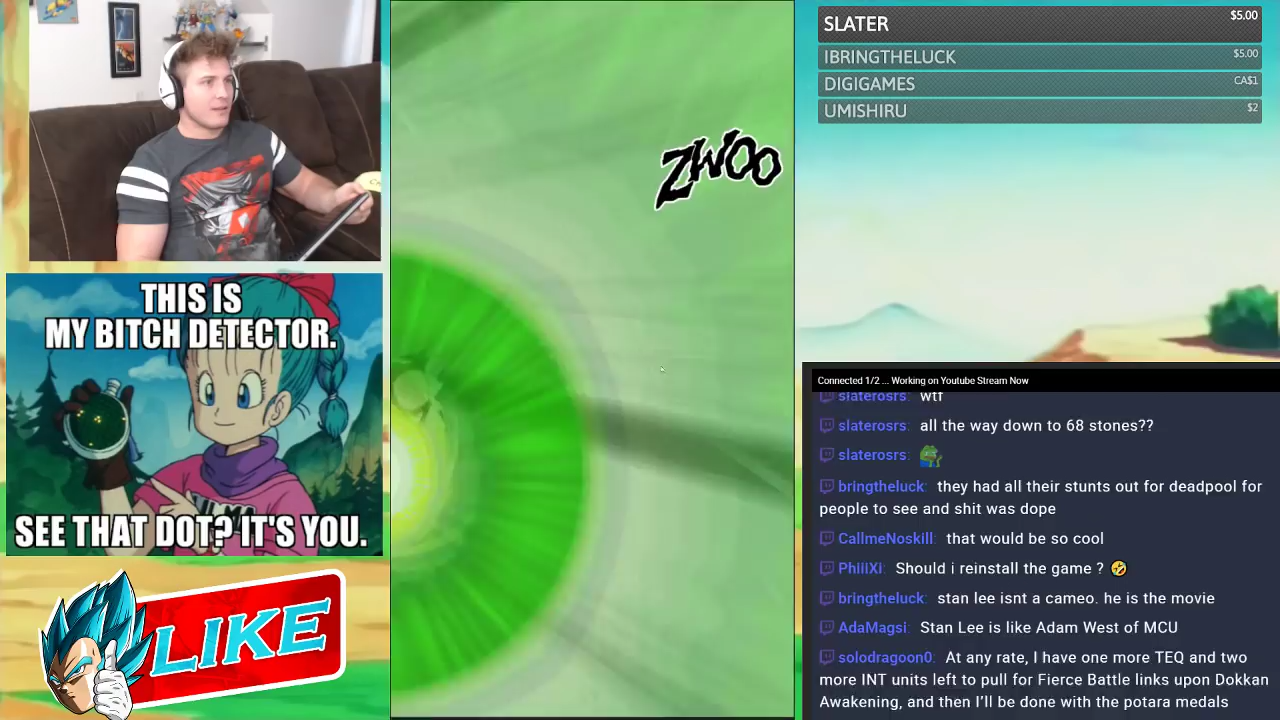 SLATER $5.00
IBRINGTHELUCK $5.00
DIGIGAMES CA$1
UMISHIRU $2
ZWOO
THIS IS
MY BITCH DETECTOR.
SEE THAT DOT? IT'S YOU.
LIKE
Connected 1/2 ... Working on Youtube Stream Now
slaterosrs: wtf
slaterosrs: all the way down to 68 stones??
slaterosrs:
bringtheluck: they had all their stunts out for deadpool for
people to see and shit was dope
CallmeNoskill: that would be so cool
PhiliXi: Should i reinstall the game ? 🤣
bringtheluck: stan lee isnt a cameo. he is the movie
AdaMagsi: Stan Lee is like Adam West of MCU
solodragoon0: At any rate, I have one more TEQ and two
more INT units left to pull for Fierce Battle links upon Dokkan
Awakening, and then I'll be done with the potara medals